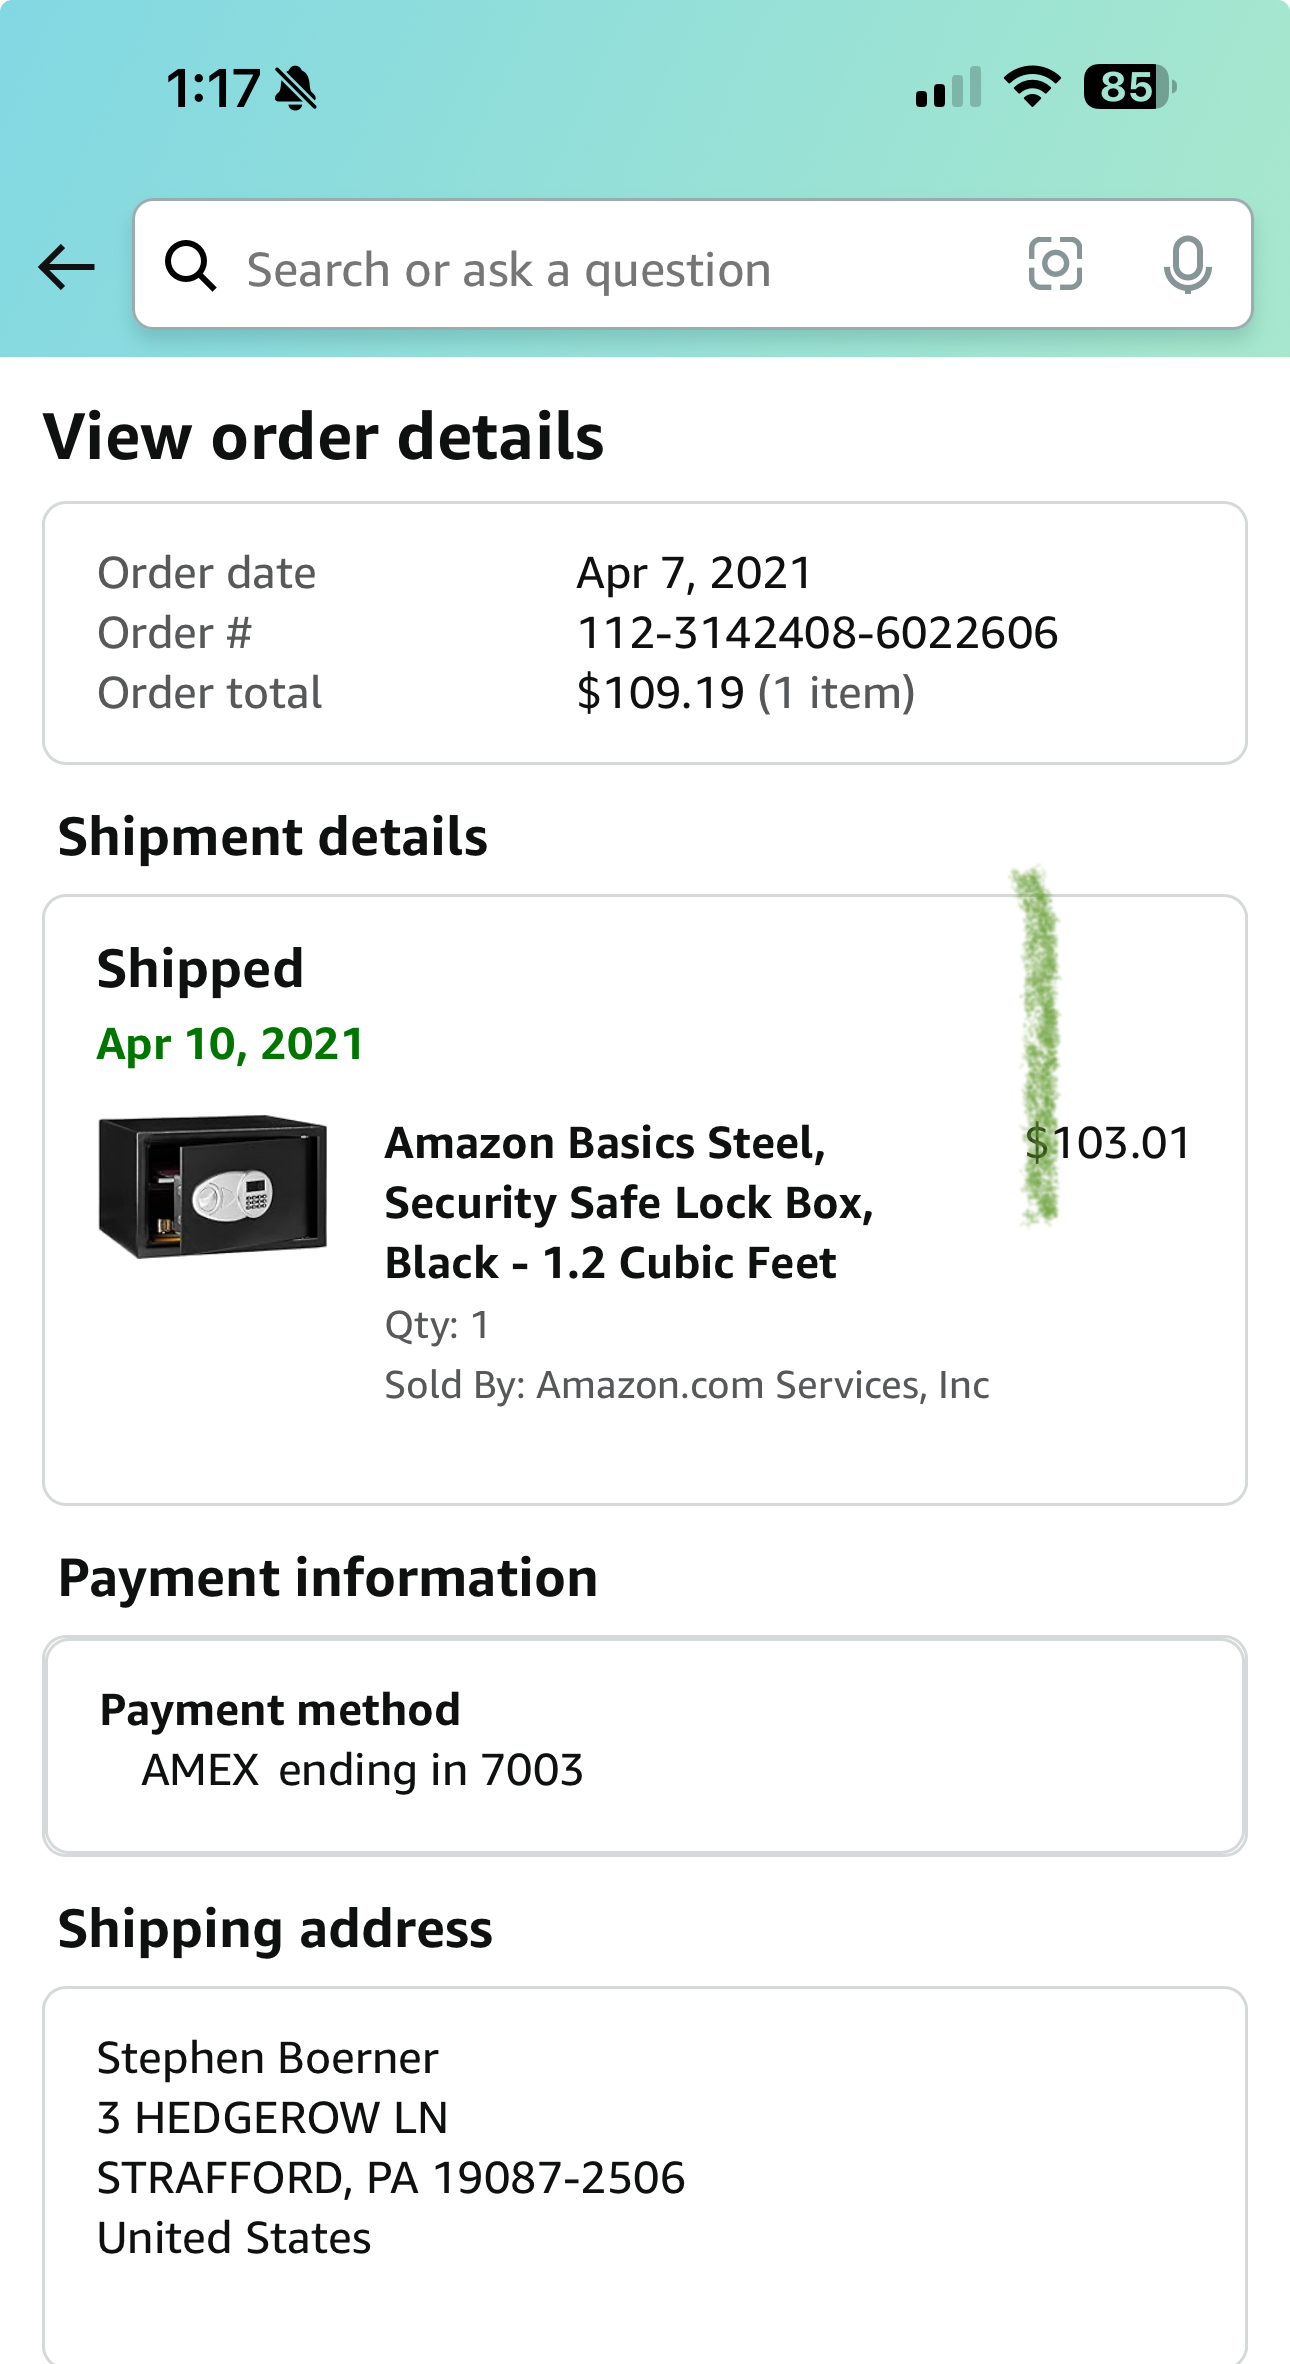 1:17
85
Search or ask a question
View order details
Order date Apr 7, 2021
Order # 112-3142408-6022606
Order total $109.19 (1 item)
Shipment details
Shipped
Apr 10, 2021
Amazon Basics Steel, $103.01
Security Safe Lock Box,
Black - 1.2 Cubic Feet
Qty: 1
Sold By: Amazon.com Services, Inc
Payment information
Payment method
AMEX ending in 7003
Shipping address
Stephen Boerner
3 HEDGEROW LN
STRAFFORD, PA 19087-2506
United States